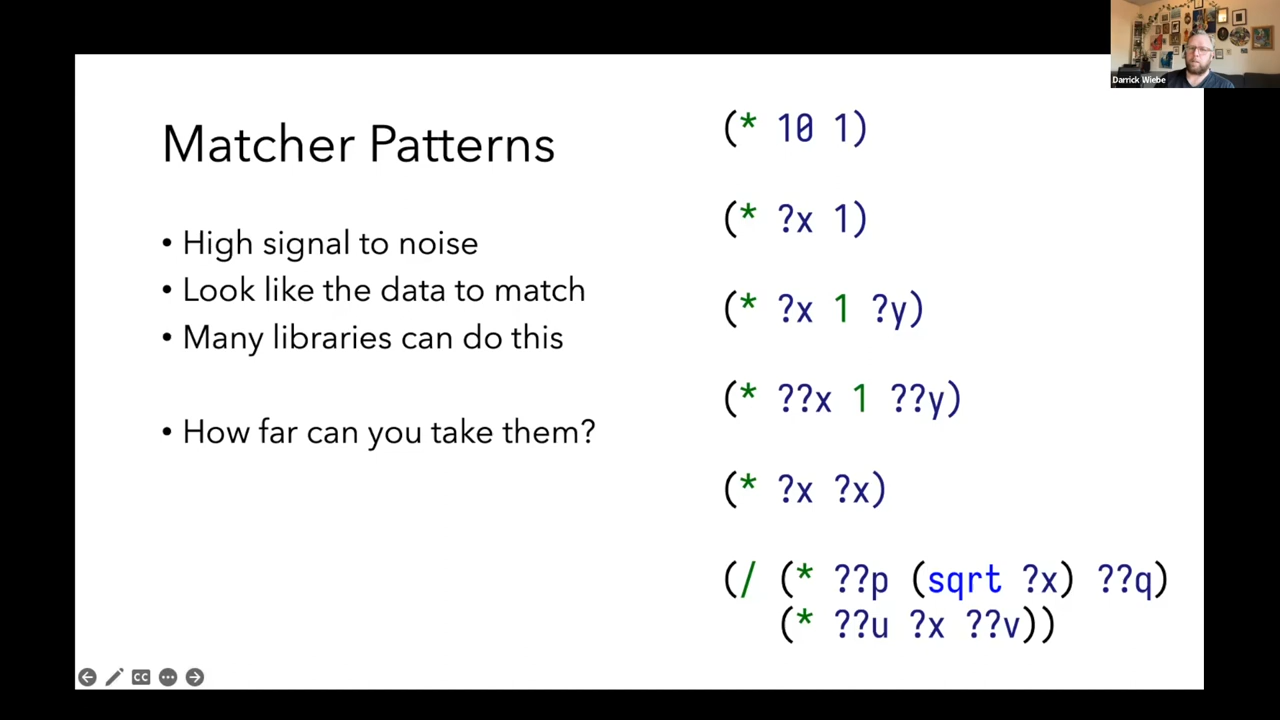 Darrick Wiebe
Matcher Patterns
• High signal to noise
• Look like the data to match
• Many libraries can do this
• How far can you take them?
(* 10 1)
(* ?x 1)
(* ?x 1 ?y)
(* ??x 1 ??y)
(* ?x ?x)
(/ (* ??p (sqrt ?x) ??q)
(* ??u ?x ??v))
CC